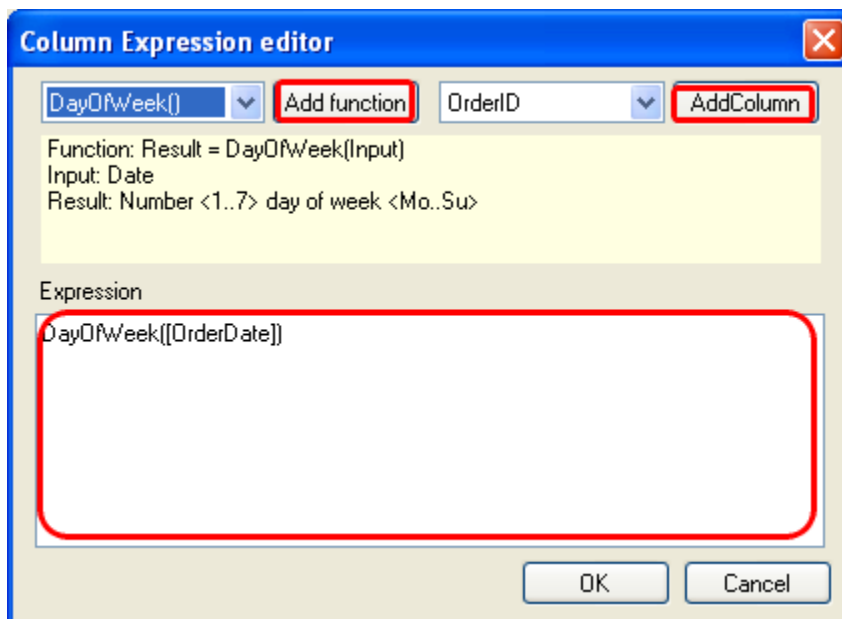 Column Expression editor
DayOfWeek() Add function OrderID AddColumn
Function: Result = DayOfWeek(Input)
Input: Date
Result: Number <1..7> day of week <Mo..Su>
Expression
DayOfWeek([OrderDate])
OK Cancel